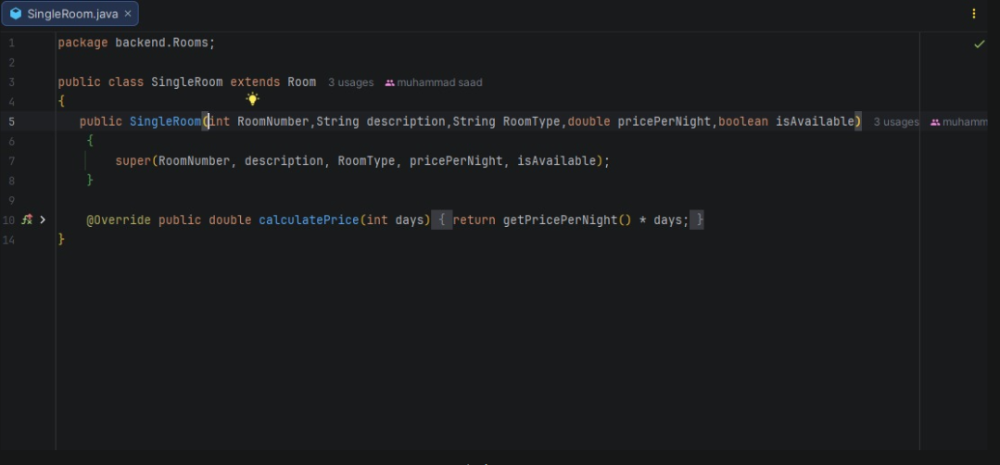 SingleRoom.java ×
1 package backend.Rooms;
2
3 public class SingleRoom extends Room 3 usages muhammad saad
4 {
5 public SingleRoom(int RoomNumber,String description,String RoomType,double pricePerNight,boolean isAvailable) 3 usages muhamm
6 {
7 super(RoomNumber, description, RoomType, pricePerNight, isAvailable);
8 }
9
10 @Override public double calculatePrice(int days) { return getPricePerNight() * days; }
14 }